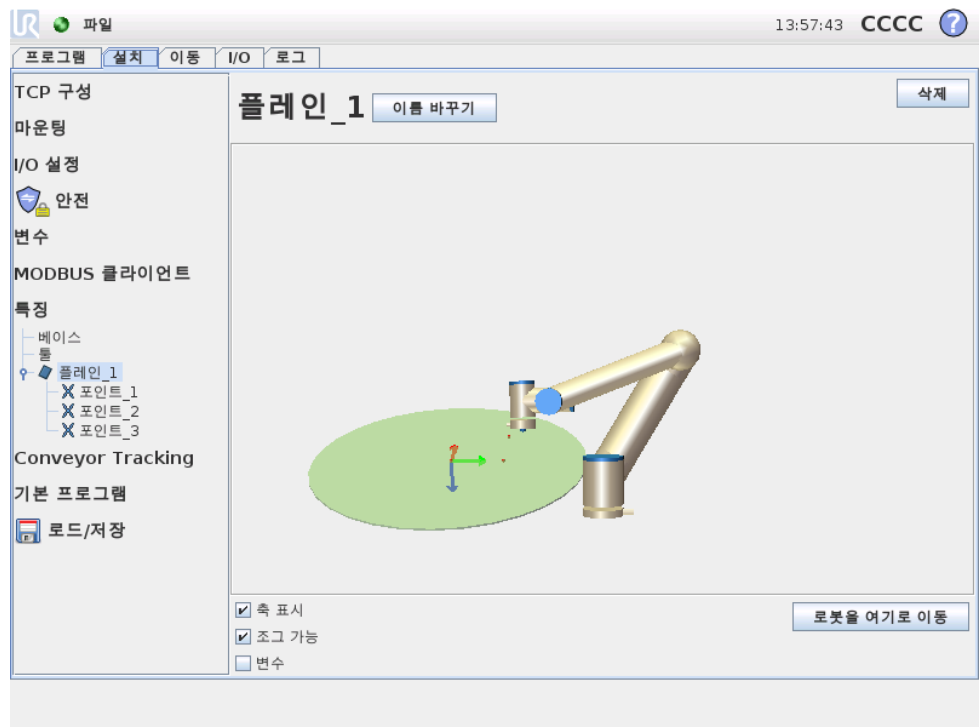 UR 파일 13:57:43 CCCC ?
프로그램 설치 이동 I/O 로그
TCP 구성
마운팅
I/O 설정
안전
변수
MODBUS 클라이언트
특징
베이스
툴
플레인_1
포인트_1
포인트_2
포인트_3
Conveyor Tracking
기본 프로그램
로드/저장
플레인_1 이름 바꾸기 삭제
축 표시
조그 가능
변수
로봇을 여기로 이동